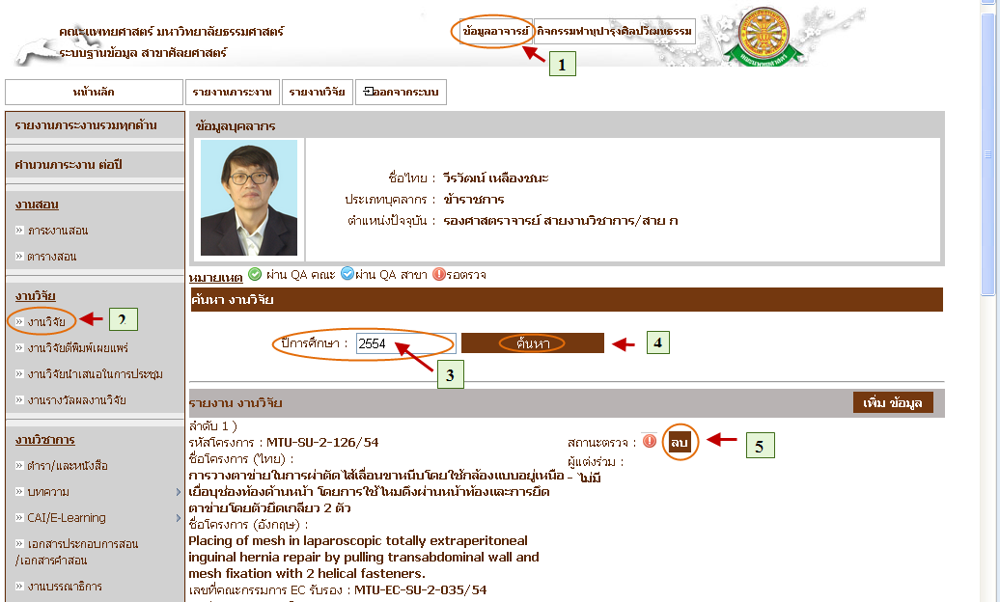 คณะแพทยศาสตร์ มหาวิทยาลัยธรรมศาสตร์
ระบบฐานข้อมูล สาขาศัลยศาสตร์
ข้อมูลอาจารย์
กิจกรรมทำนุบำรุงศิลปวัฒนธรรม
1
หน้าหลัก
รายงานภาระงาน
รายงานวิจัย
ออกจากระบบ
รายงานภาระงานรวมทุกด้าน
คำนวนภาระงาน ต่อปี
งานสอน
» ภาระงานสอน
» ตารางสอน
งานวิจัย
» งานวิจัย
2
» งานวิจัยตีพิมพ์เผยแพร่
» งานวิจัยนำเสนอในการประชุม
» งานรางวัลผลงานวิจัย
งานวิชาการ
» ตำรา/และหนังสือ
» บทความ
» CAI/E-Learning
» เอกสารประกอบการสอน
/เอกสารคำสอน
» งานบรรณาธิการ
ข้อมูลบุคลากร
ชื่อไทย : วีรวัฒน์ เหลืองชนะ
ประเภทบุคลากร : ข้าราชการ
ตำแหน่งปัจจุบัน : รองศาสตราจารย์ สายงานวิชาการ/สาย ก
หมายเหตุ ผ่าน QA คณะ ผ่าน QA สาขา รอตรวจ
ค้นหา งานวิจัย
ปีการศึกษา : 2554 ค้นหา 4
3
รายงาน งานวิจัย เพิ่ม ข้อมูล
ลำดับ 1 )
รหัสโครงการ : MTU-SU-2-126/54
สถานะตรวจ : ลบ 5
ชื่อโครงการ (ไทย) :
ผู้แต่งร่วม :
การวางตาข่ายในการผ่าตัดไส้เลื่อนขาหนีบโดยใช้กล้องแบบอยู่เหนือ
- ไม่มี
เยื่อบุช่องท้องด้านหน้า โดยการใช้ไหมดึงผ่านหน้าท้องและการยึด
ตาข่ายโดยตัวยึดเกลียว 2 ตัว
ชื่อโครงการ (อังกฤษ) :
Placing of mesh in laparoscopic totally extraperitoneal
inguinal hernia repair by pulling transabdominal wall and
mesh fixation with 2 helical fasteners.
เลขที่คณะกรรมการ EC รับรอง : MTU-EC-SU-2-035/54